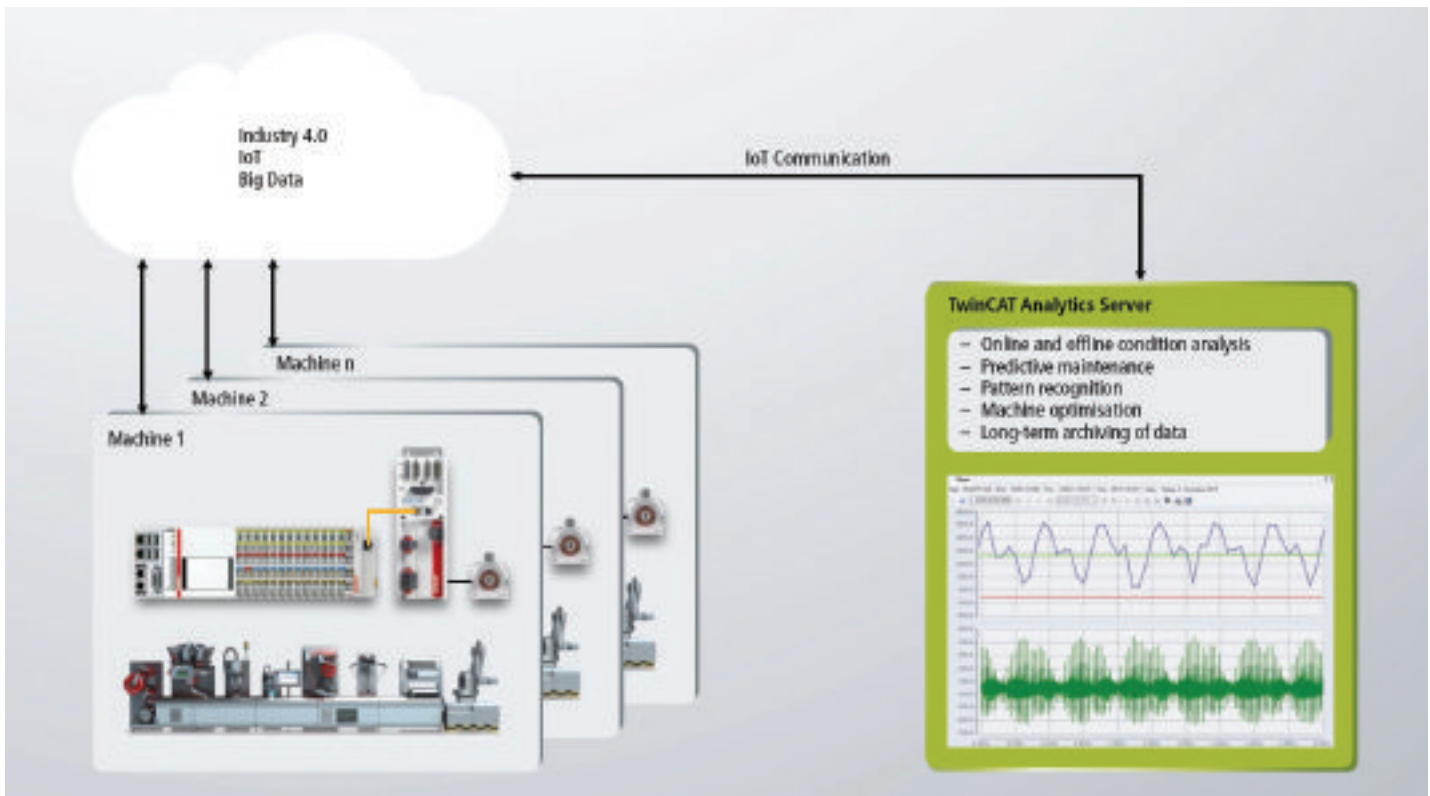 Industry 4.0
IoT
Big Data
IoT Communication
Machine n
Machine 2
Machine 1
TwinCAT Analytics Server
– Online and offline condition analysis
– Predictive maintenance
– Pattern recognition
– Machine optimisation
– Long-term archiving of data